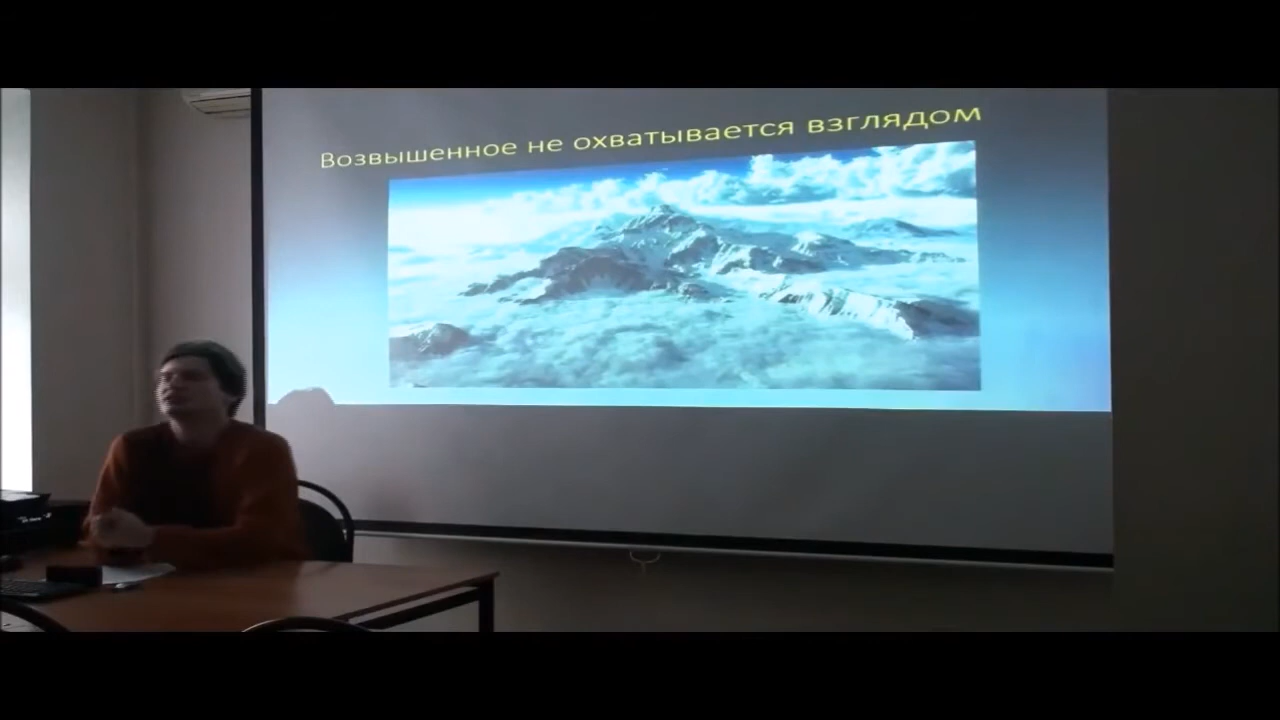 Возвышенное не охватывается взглядом